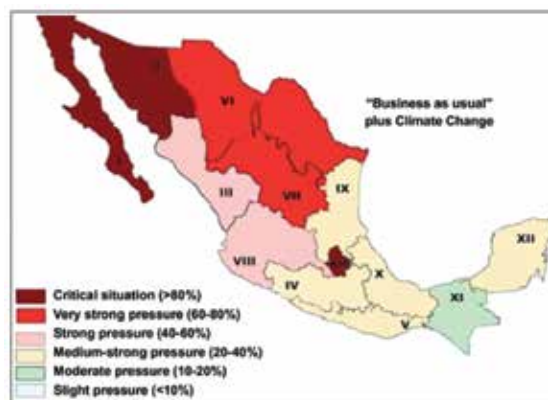 "Business as usual"
plus Climate Change
VI
III
VII
IX
VIII
IV
X
V
XI
XII
Critical situation (>80%)
Very strong pressure (60-80%)
Strong pressure (40-60%)
Medium-strong pressure (20-40%)
Moderate pressure (10-20%)
Slight pressure (<10%)